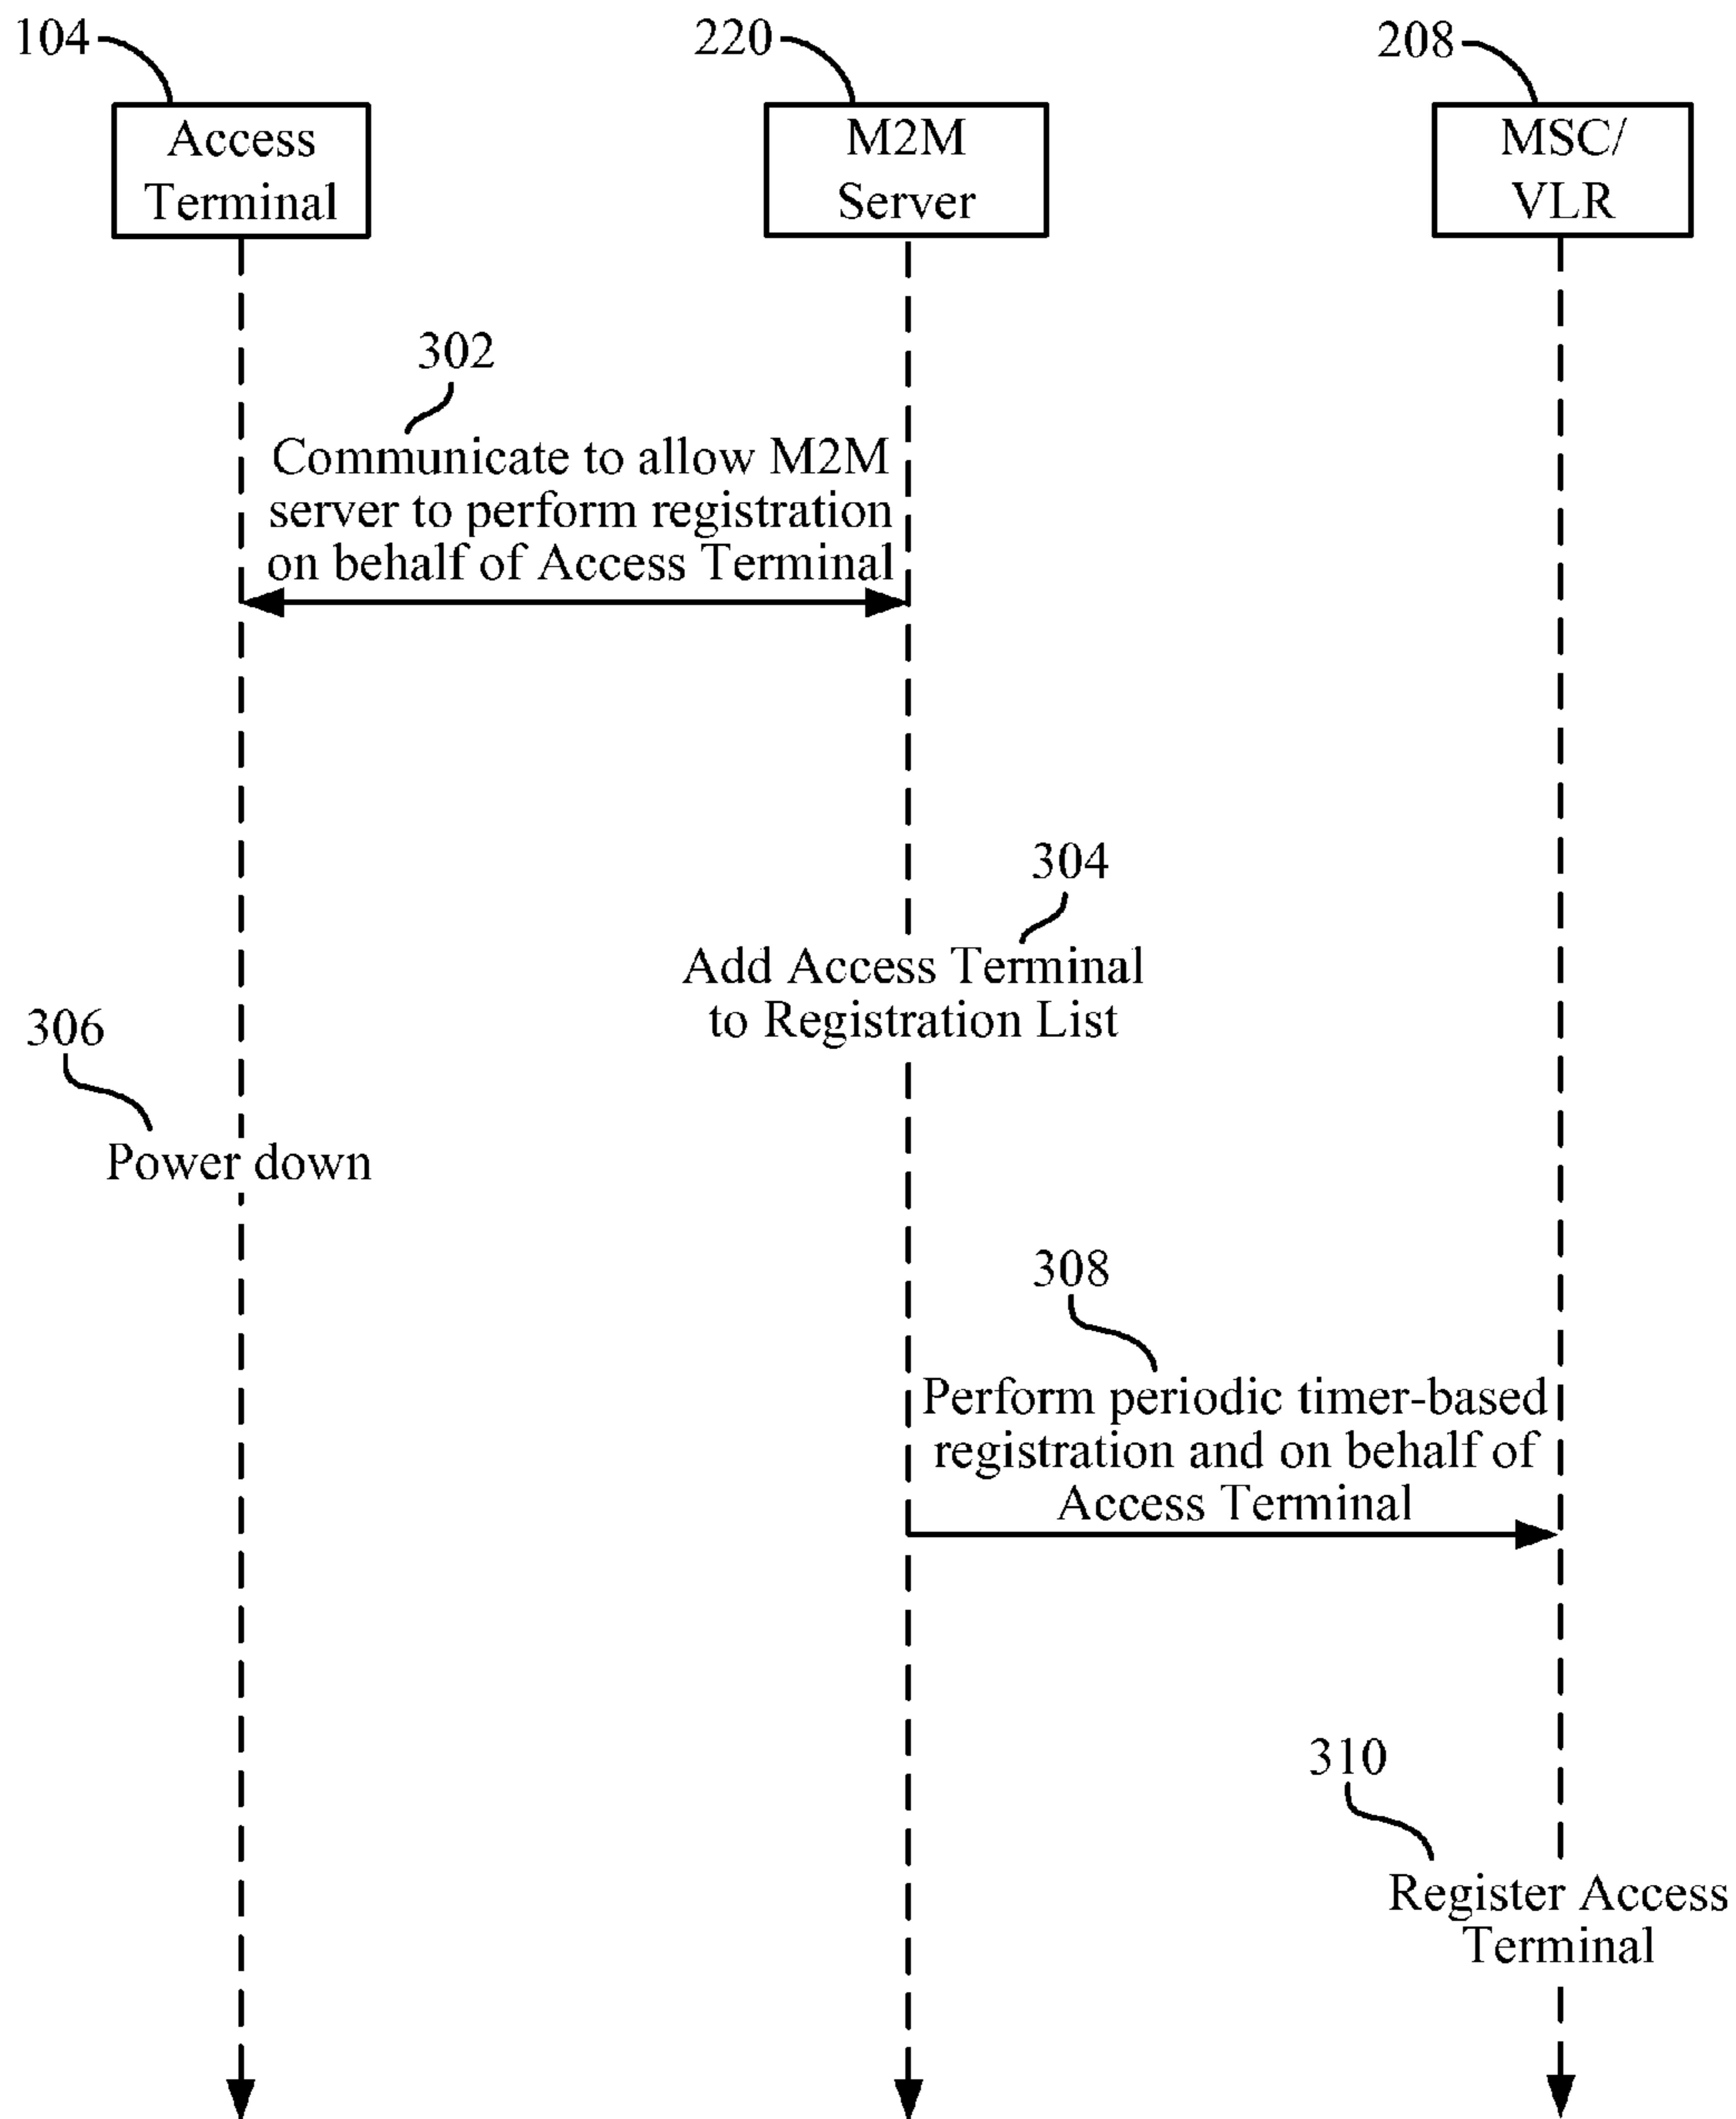 104
220
208
Access
Terminal
M2M
Server
MSC/
VLR
302
Communicate to allow M2M
server to perform registration
on behalf of Access Terminal
304
Add Access Terminal
to Registration List
306
Power down
308
Perform periodic timer-based
registration and on behalf of
Access Terminal
310
Register Access
Terminal